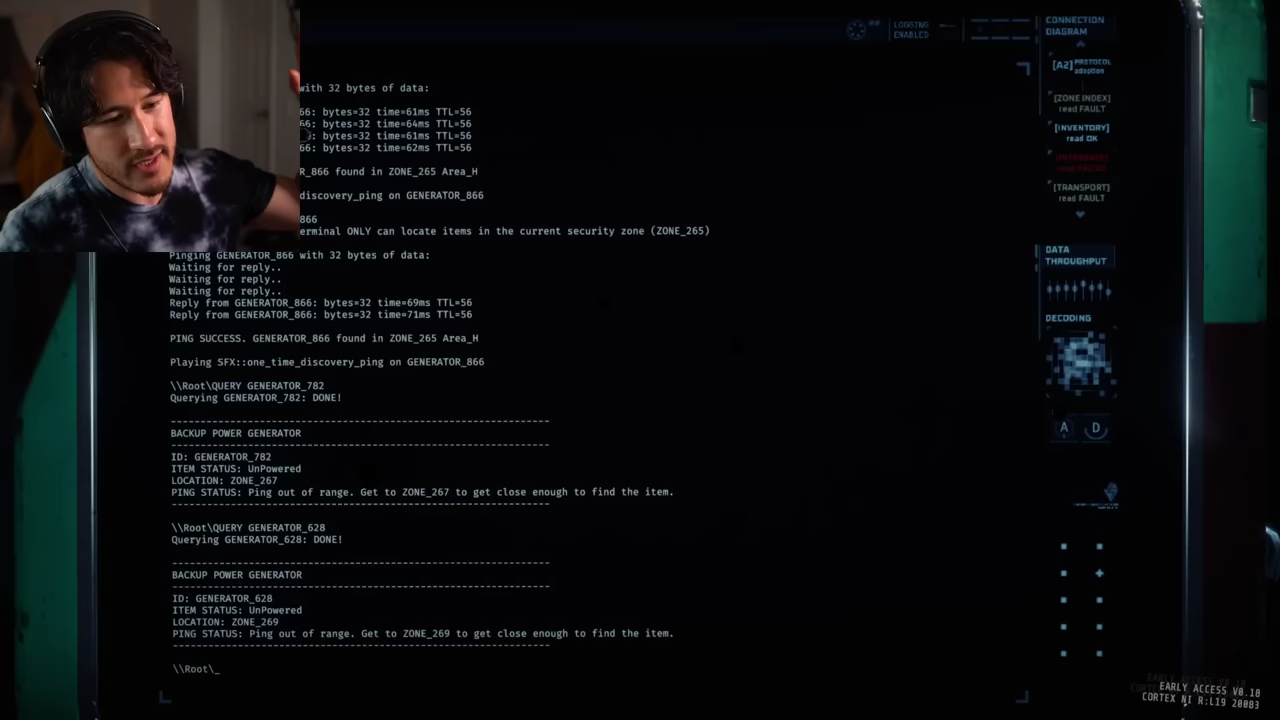 LOGGING
ENABLED
with 32 bytes of data:
66: bytes=32 time=61ms TTL=56
66: bytes=32 time=64ms TTL=56
: bytes=32 time=61ms TTL=56
66: bytes=32 time=62ms TTL=56
R_866 found in ZONE_265 Area_H
discovery_ping on GENERATOR_866
866
erminal ONLY can locate items in the current security zone (ZONE_265)
Pinging GENERATOR_866 with 32 bytes of data:
Waiting for reply..
Waiting for reply..
Waiting for reply..
Reply from GENERATOR_866: bytes=32 time=69ms TTL=56
Reply from GENERATOR_866: bytes=32 time=71ms TTL=56
PING SUCCESS. GENERATOR_866 found in ZONE_265 Area_H
Playing SFX::one_time_discovery_ping on GENERATOR_866
\\Root\QUERY GENERATOR_782
Querying GENERATOR_782: DONE!
------------------------------------------------------------------
BACKUP POWER GENERATOR
------------------------------------------------------------------
ID: GENERATOR_782
ITEM STATUS: UnPowered
LOCATION: ZONE_267
PING STATUS: Ping out of range. Get to ZONE_267 to get close enough to find the item.
------------------------------------------------------------------
\\Root\QUERY GENERATOR_628
Querying GENERATOR_628: DONE!
------------------------------------------------------------------
BACKUP POWER GENERATOR
------------------------------------------------------------------
ID: GENERATOR_628
ITEM STATUS: UnPowered
LOCATION: ZONE_269
PING STATUS: Ping out of range. Get to ZONE_269 to get close enough to find the item.
------------------------------------------------------------------
\\Root\_
CONNECTION
DIAGRAM
[A2] PROTOCOL
adoption
[ZONE INDEX]
read FAULT
[INVENTORY]
read OK
read FAILED
[TRANSPORT]
read FAULT
DATA
THROUGHPUT
DECODING
A D
EARLY ACCESS V0.18
CORTEX NI R:L19 200B3